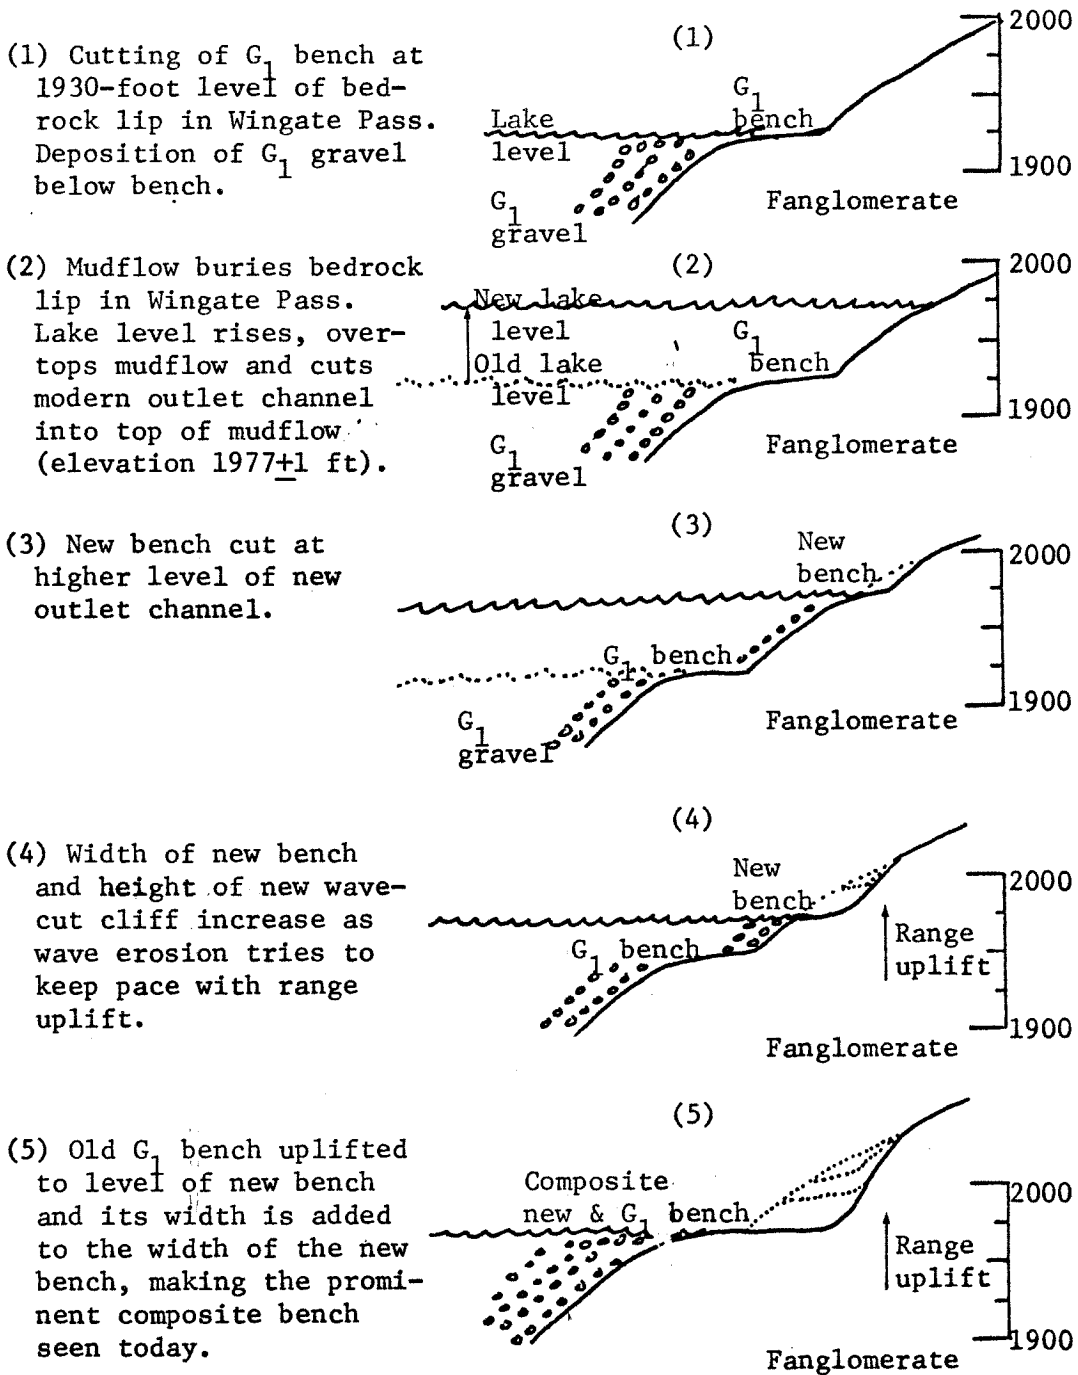 (1) Cutting of G1 bench at
1930-foot level of bed-
rock lip in Wingate Pass.
Deposition of G1 gravel
below bench.
(1)
2000
G1
bench
Lake
level
1900
G1
gravel
Fanglomerate
(2) Mudflow buries bedrock
lip in Wingate Pass.
Lake level rises, over-
tops mudflow and cuts
modern outlet channel
into top of mudflow
(elevation 1977±1 ft).
(2)
2000
New lake
level
G1
bench
Old lake
level
1900
G1
gravel
Fanglomerate
(3) New bench cut at
higher level of new
outlet channel.
(3)
New
bench
2000
G1 bench
1900
G1
gravel
Fanglomerate
(4) Width of new bench
and height of new wave-
cut cliff increase as
wave erosion tries to
keep pace with range
uplift.
(4)
New
bench
2000
G1 bench
Range
uplift
1900
Fanglomerate
(5) Old G1 bench uplifted
to level of new bench
and its width is added
to the width of the new
bench, making the promi-
nent composite bench
seen today.
(5)
Composite
new & G1 bench
2000
Range
uplift
1900
Fanglomerate